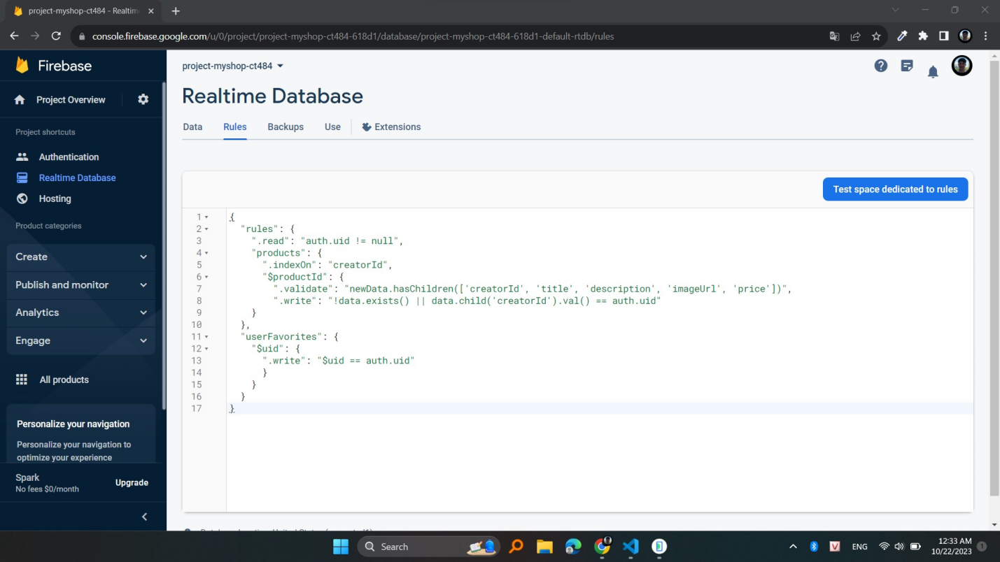 project-myshop-ct484 - Realtim
console.firebase.google.com/u/0/project/project-myshop-ct484-618d1/database/project-myshop-ct484-618d1-default-rtdb/rules
Firebase
Project Overview
Project shortcuts
Authentication
Realtime Database
Hosting
Product categories
Create
Publish and monitor
Analytics
Engage
All products
Personalize your navigation
Personalize your navigation to
optimize your experience
Spark
No fees $0/month
Upgrade
project-myshop-ct484
Realtime Database
Data Rules Backups Use Extensions
Test space dedicated to rules
1 {
2 "rules": {
3 ".read": "auth.uid != null",
4 "products": {
5 ".indexOn": "creatorId",
6 "$productId": {
7 ".validate": "newData.hasChildren(['creatorId', 'title', 'description', 'imageUrl', 'price'])",
8 ".write": "!data.exists() || data.child('creatorId').val() == auth.uid"
9 }
10 },
11 "userFavorites": {
12 "$uid": {
13 ".write": "$uid == auth.uid"
14 }
15 }
16 }
17 }
Search
ENG
12:33 AM
10/22/2023
1